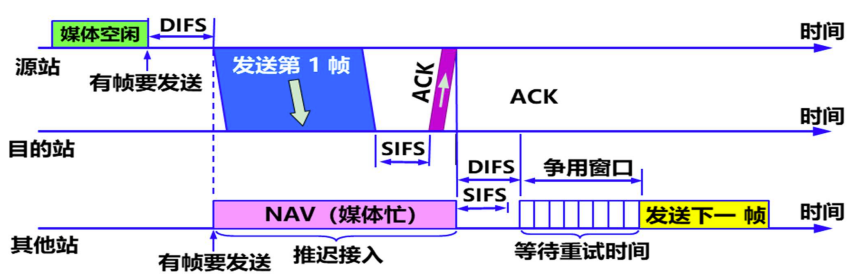 媒体空闲
DIFS
时间
源站
有帧要发送
发送第 1 帧
ACK
ACK
时间
目的站
SIFS
DIFS
争用窗口
SIFS
NAV（媒体忙）
发送下一 帧
时间
其他站
有帧要发送
推迟接入
等待重试时间